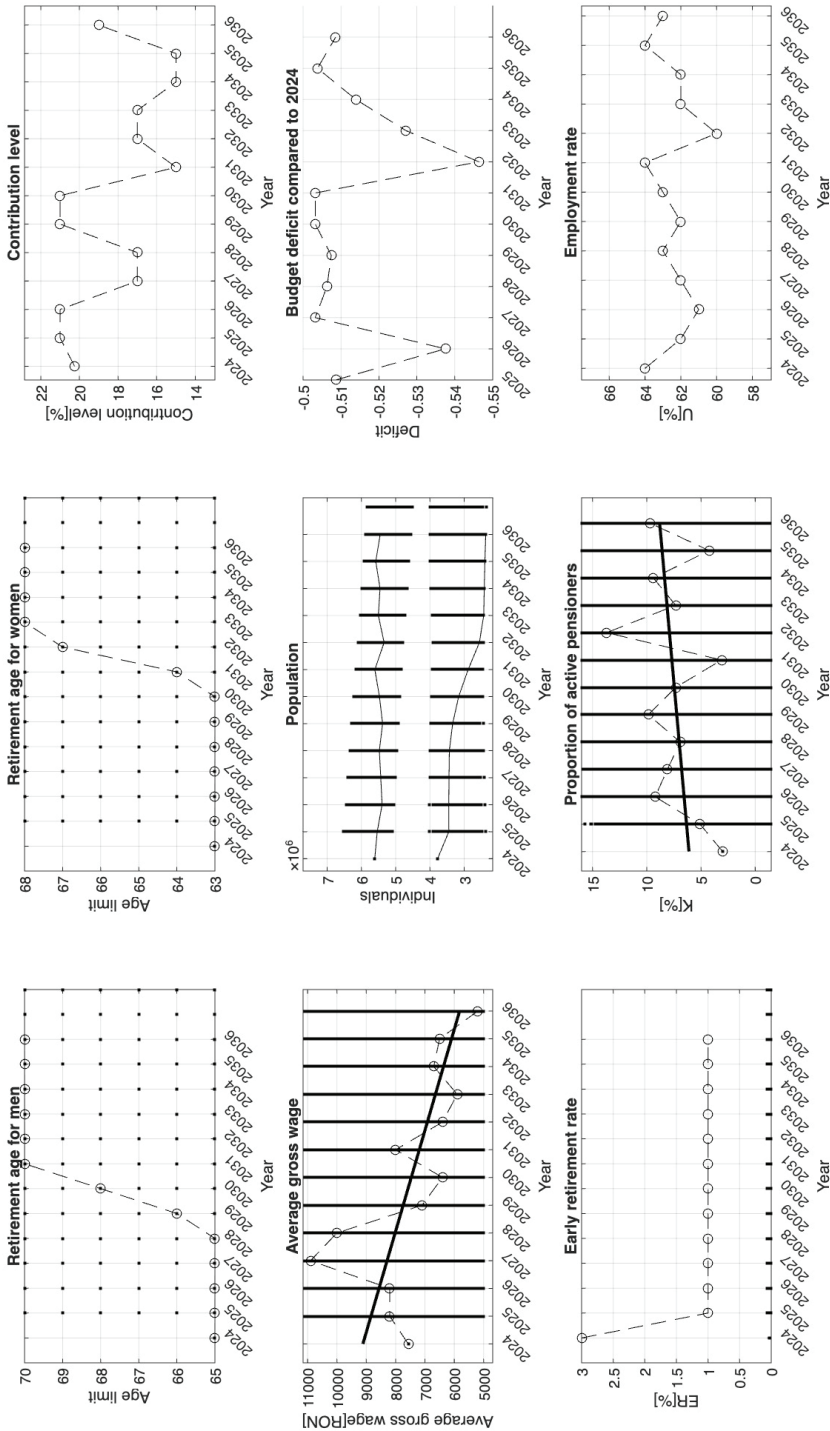 Retirement age for men
70
69
68
67
66
65
Age limit
2024 2025 2026 2027 2028 2029 2030 2031 2032 2033 2034 2035 2036
Year
Retirement age for women
68
67
66
65
64
63
Age limit
2024 2025 2026 2027 2028 2029 2030 2031 2032 2033 2034 2035 2036
Year
Contribution level
22
20
18
16
14
Contribution level[%]
2024 2025 2026 2027 2028 2029 2030 2031 2032 2033 2034 2035 2036
Year
Average gross wage
11000
10000
9000
8000
7000
6000
5000
Average gross wage[RON]
2024 2025 2026 2027 2028 2029 2030 2031 2032 2033 2034 2035 2036
Year
Population
×10⁶
7
6
5
4
3
Individuals
2024 2025 2026 2027 2028 2029 2030 2031 2032 2033 2034 2035 2036
Year
Budget deficit compared to 2024
-0.5
-0.51
-0.52
-0.53
-0.54
-0.55
Deficit
2025 2026 2027 2028 2029 2030 2031 2032 2033 2034 2035 2036
Year
Early retirement rate
3
2.5
2
1.5
1
0.5
0
ER[%]
2024 2025 2026 2027 2028 2029 2030 2031 2032 2033 2034 2035 2036
Year
Proportion of active pensioners
15
10
5
0
K[%]
2024 2025 2026 2027 2028 2029 2030 2031 2032 2033 2034 2035 2036
Year
Employment rate
66
64
62
60
58
U[%]
2024 2025 2026 2027 2028 2029 2030 2031 2032 2033 2034 2035 2036
Year